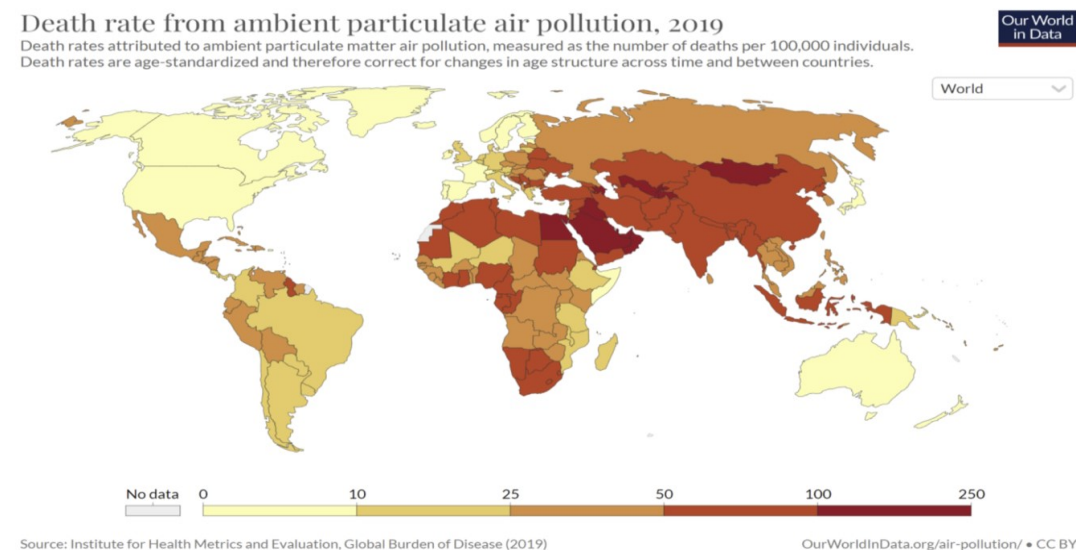 Death rate from ambient particulate air pollution, 2019
Our World
in Data
Death rates attributed to ambient particulate matter air pollution, measured as the number of deaths per 100,000 individuals.
Death rates are age-standardized and therefore correct for changes in age structure across time and between countries.
World
No data 0 10 25 50 100 250
Source: Institute for Health Metrics and Evaluation, Global Burden of Disease (2019)
OurWorldInData.org/air-pollution/ • CC BY